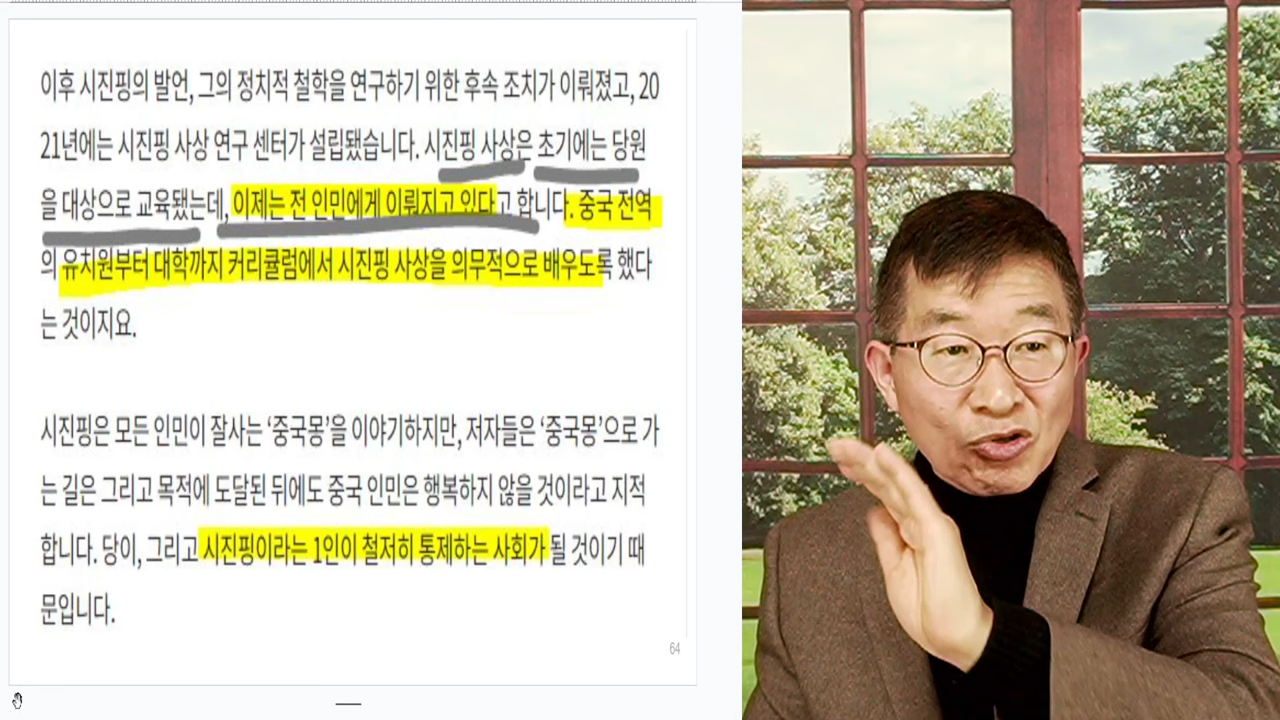 이후 시진핑의 발언, 그의 정치적 철학을 연구하기 위한 후속 조치가 이뤄졌고, 20
21년에는 시진핑 사상 연구 센터가 설립됐습니다. 시진핑 사상은 초기에는 당원
을 대상으로 교육됐는데, 이제는 전 인민에게 이뤄지고 있다고 합니다. 중국 전역
의 유치원부터 대학까지 커리큘럼에서 시진핑 사상을 의무적으로 배우도록 했다
는 것이지요.
시진핑은 모든 인민이 잘사는 ‘중국몽’을 이야기하지만, 저자들은 ‘중국몽’으로 가
는 길은 그리고 목적에 도달된 뒤에도 중국 인민은 행복하지 않을 것이라고 지적
합니다. 당이, 그리고 시진핑이라는 1인이 철저히 통제하는 사회가 될 것이기 때
문입니다.
64